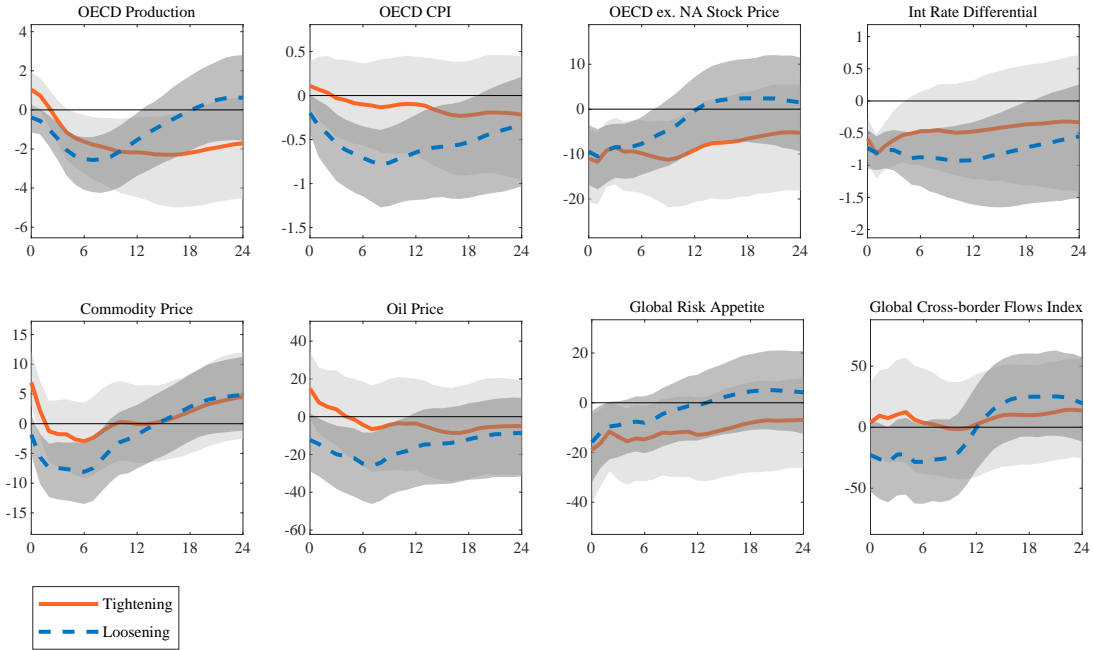 OECD Production
4
2
0
-2
-4
-6
0 6 12 18 24
OECD CPI
0.5
0
-0.5
-1
-1.5
0 6 12 18 24
OECD ex. NA Stock Price
10
0
-10
-20
0 6 12 18 24
Int Rate Differential
1
0.5
0
-0.5
-1
-1.5
-2
0 6 12 18 24
Commodity Price
15
10
5
0
-5
-10
-15
0 6 12 18 24
Oil Price
40
20
0
-20
-40
-60
0 6 12 18 24
Global Risk Appetite
20
0
-20
-40
0 6 12 18 24
Global Cross-border Flows Index
50
0
-50
0 6 12 18 24
Tightening
Loosening